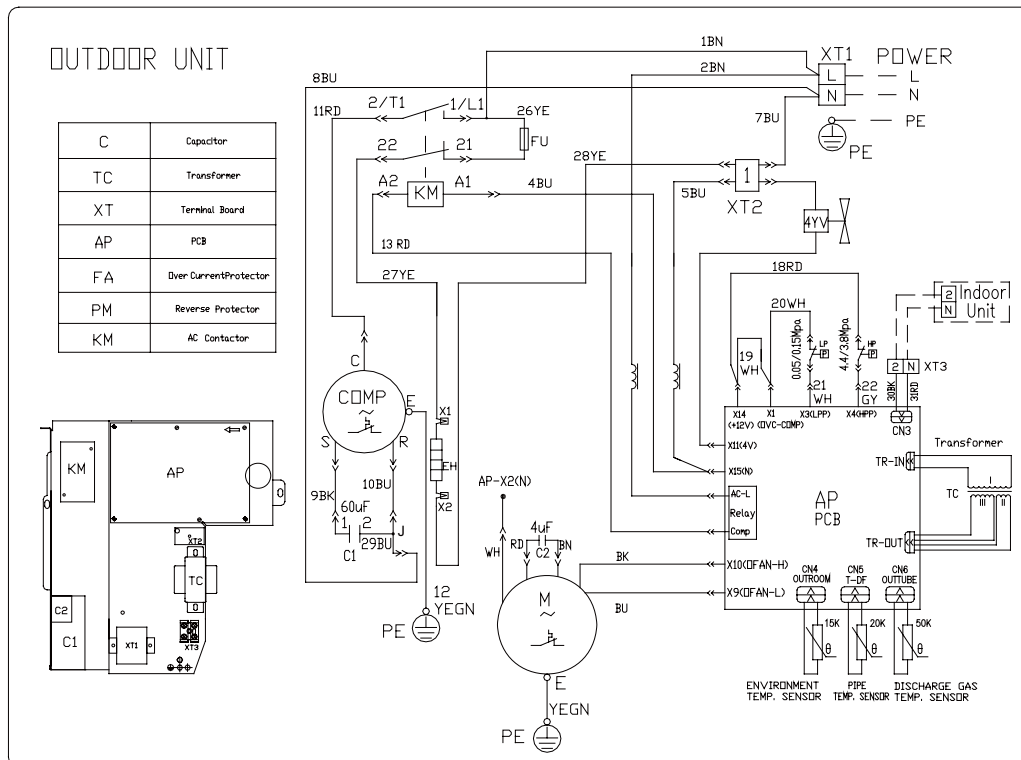 OUTDOOR UNIT
C Capacitor
TC Transformer
XT Terminal Board
AP PCB
FA Over CurrentProtector
PM Reverse Protector
KM AC Contactor
1BN
XT1 POWER
2BN
L L
8BU
N N
11RD 2/T1 1/L1 26YE
7BU
PE
FU
PE
22 21
28YE
1
A2 KM A1 4BU
5BU
XT2
4YV
13 RD
18RD
27YE
20WH
2 Indoor
N Unit
0.05/0.15Mpa
LP
P
4.4/3.8Mpa
HP
P
19
WH
2 N XT3
C
21
WH
22
GY
30BK 31RD
COMP
~
E
X1
X14 X1 X3(LPP) X4(HPP)
(+12V) (OVC-COMP)
CN3
S R
X11(4V)
Transformer
KM
AP
EH
TR-IN
X15(N)
10BU
AP-X2(N)
9BK
X2
AC-L
AP
TC
III II
60uF
Relay
PCB
1 2
4uF
Comp
C1 29BU J
WH RD C2 BN
TR-OUT
XT2
BK
X10(OFAN-H)
TC
CN4 CN5 CN6
OUTROOM T-DF OUTTUBE
12
M
~
X9(OFAN-L)
C2
YEGN
BU
C1
XT1
XT3
PE
15K 20K 50K
θ θ θ
E
ENVIRONMENT
TEMP. SENSOR
PIPE
TEMP. SENSOR
DISCHARGE GAS
TEMP. SENSOR
YEGN
PE